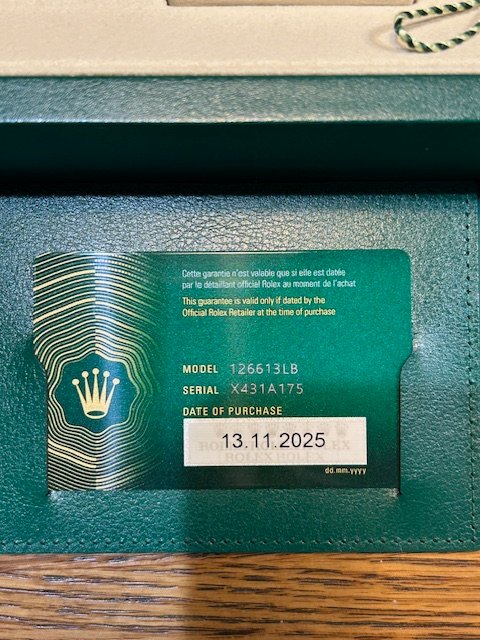 Cette garantie n'est valable que si elle est datée
par le détaillant officiel Rolex au moment de l'achat
This guarantee is valid only if dated by the
Official Rolex Retailer at the time of purchase
MODEL 126613LB
SERIAL X431A175
DATE OF PURCHASE
13.11.2025
ROLEX ROLEX
dd.mm.yyyy